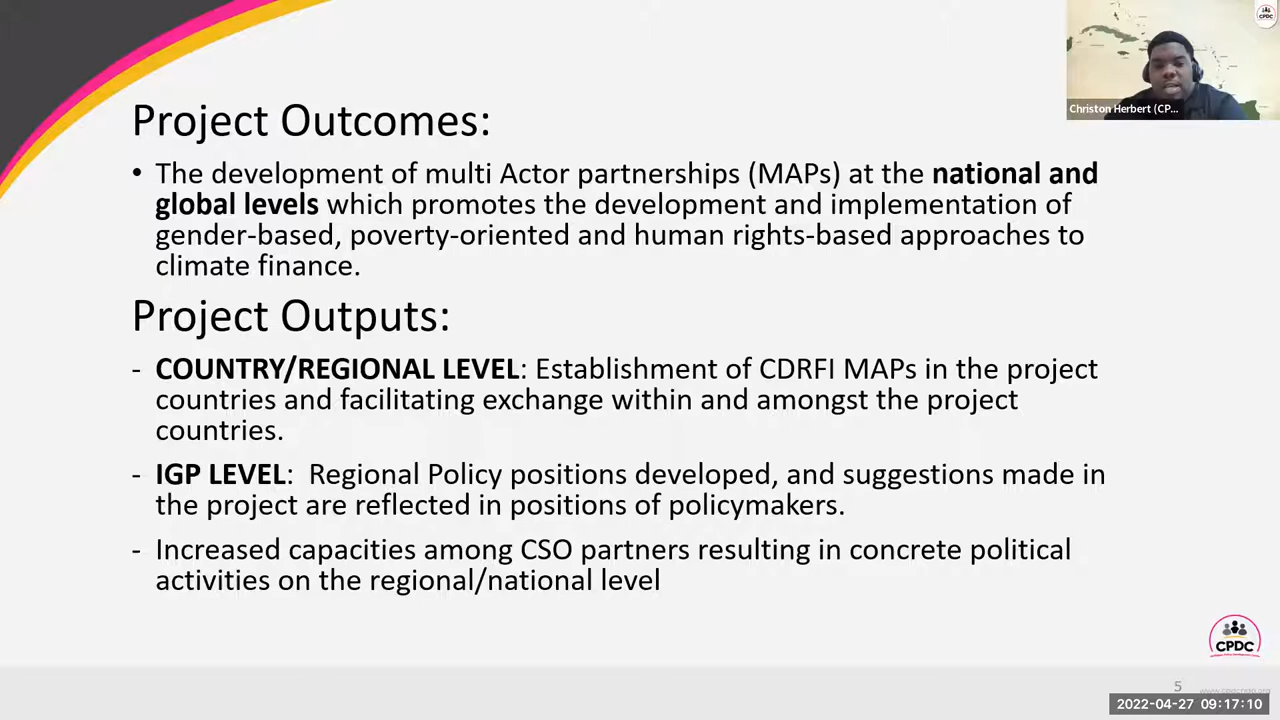 Christon Herbert (CP...
Project Outcomes:
• The development of multi Actor partnerships (MAPs) at the national and
global levels which promotes the development and implementation of
gender-based, poverty-oriented and human rights-based approaches to
climate finance.
Project Outputs:
- COUNTRY/REGIONAL LEVEL: Establishment of CDRFI MAPs in the project
countries and facilitating exchange within and amongst the project
countries.
- IGP LEVEL:  Regional Policy positions developed, and suggestions made in
the project are reflected in positions of policymakers.
- Increased capacities among CSO partners resulting in concrete political
activities on the regional/national level
CPDC
5
2022-04-27 09:17:10